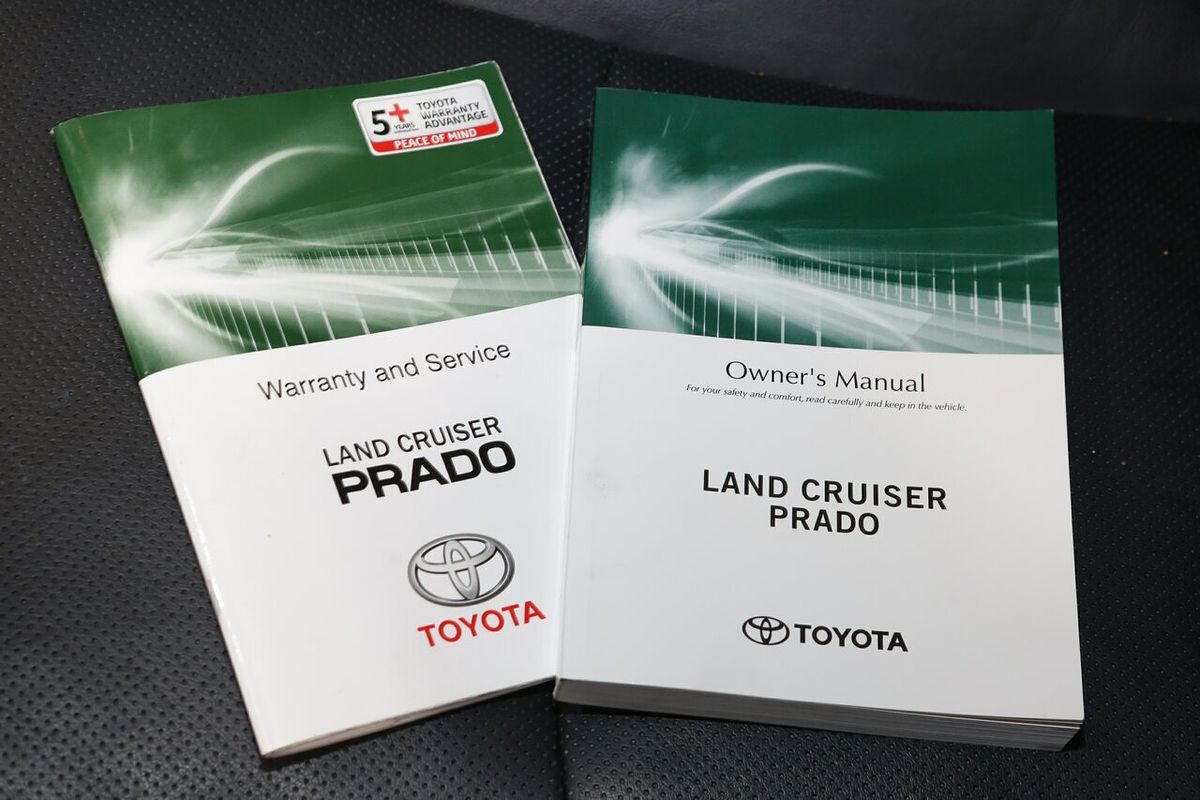 5+
YEARS
TOYOTA
WARRANTY
ADVANTAGE
PEACE OF MIND
Warranty and Service
LAND CRUISER
PRADO
TOYOTA
Owner's Manual
For your safety and comfort, read carefully and keep in the vehicle.
LAND CRUISER
PRADO
TOYOTA